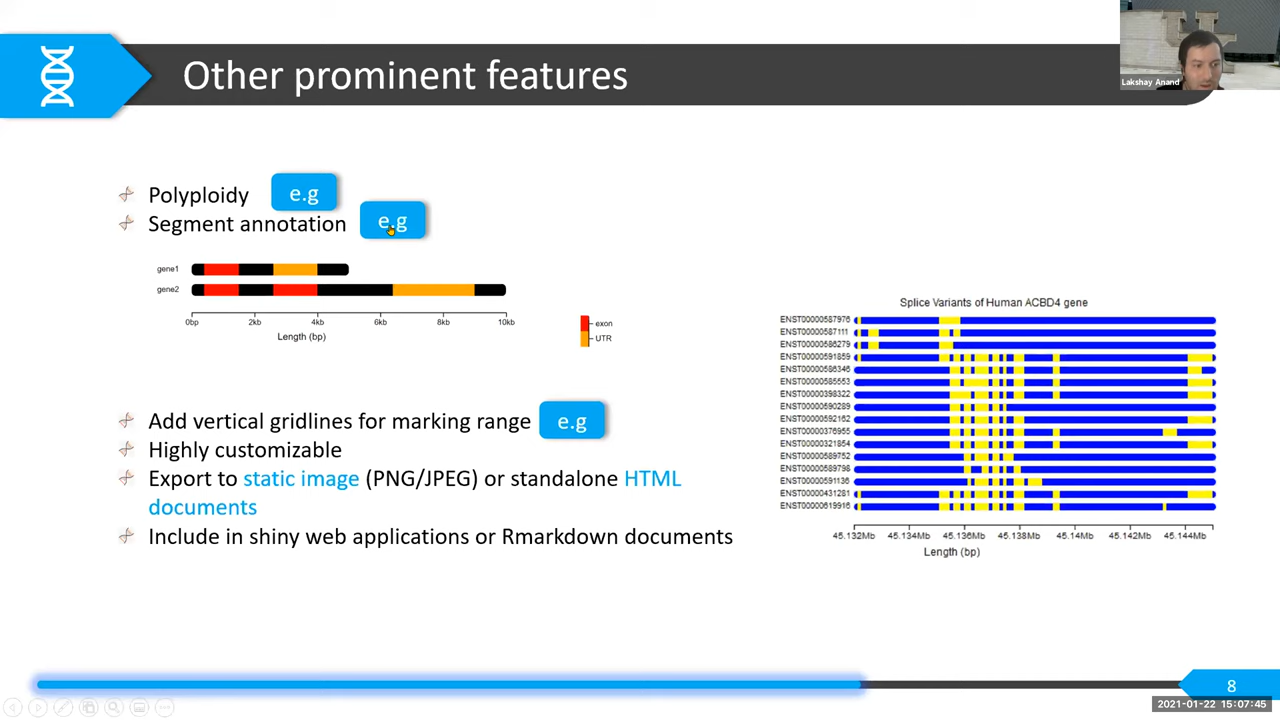 Other prominent features
Lakshay Anand
Polyploidy e.g
Segment annotation e.g
gene1
gene2
0bp 2kb 4kb 6kb 8kb 10kb
Length (bp)
exon
UTR
Add vertical gridlines for marking range e.g
Highly customizable
Export to static image (PNG/JPEG) or standalone HTML
documents
Include in shiny web applications or Rmarkdown documents
Splice Variants of Human ACBD4 gene
ENST00000587976
ENST00000587111
ENST00000586279
ENST00000591859
ENST00000586346
ENST00000585553
ENST00000398322
ENST00000590289
ENST00000592162
ENST00000376955
ENST00000321854
ENST00000589752
ENST00000589798
ENST00000591136
ENST00000431281
ENST00000619916
45.132Mb 45.134Mb 45.136Mb 45.138Mb 45.14Mb 45.142Mb 45.144Mb
Length (bp)
8
2021-01-22 15:07:45